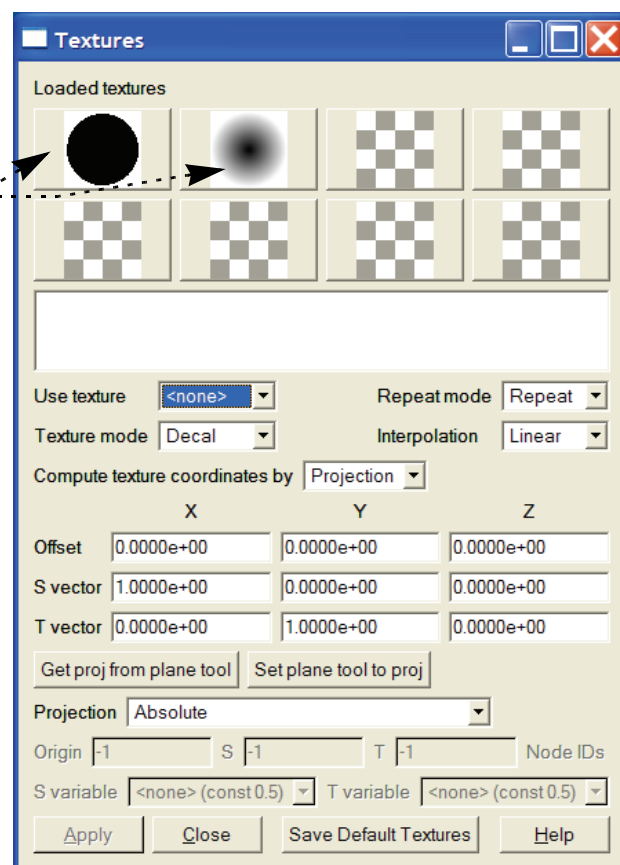 Textures
Loaded textures
Use texture <none> Repeat mode Repeat
Texture mode Decal Interpolation Linear
Compute texture coordinates by Projection
X Y Z
Offset 0.0000e+00 0.0000e+00 0.0000e+00
S vector 1.0000e+00 0.0000e+00 0.0000e+00
T vector 0.0000e+00 1.0000e+00 0.0000e+00
Get proj from plane tool Set plane tool to proj
Projection Absolute
Origin -1 S -1 T -1 Node IDs
S variable <none> (const 0.5) T variable <none> (const 0.5)
Apply Close Save Default Textures Help